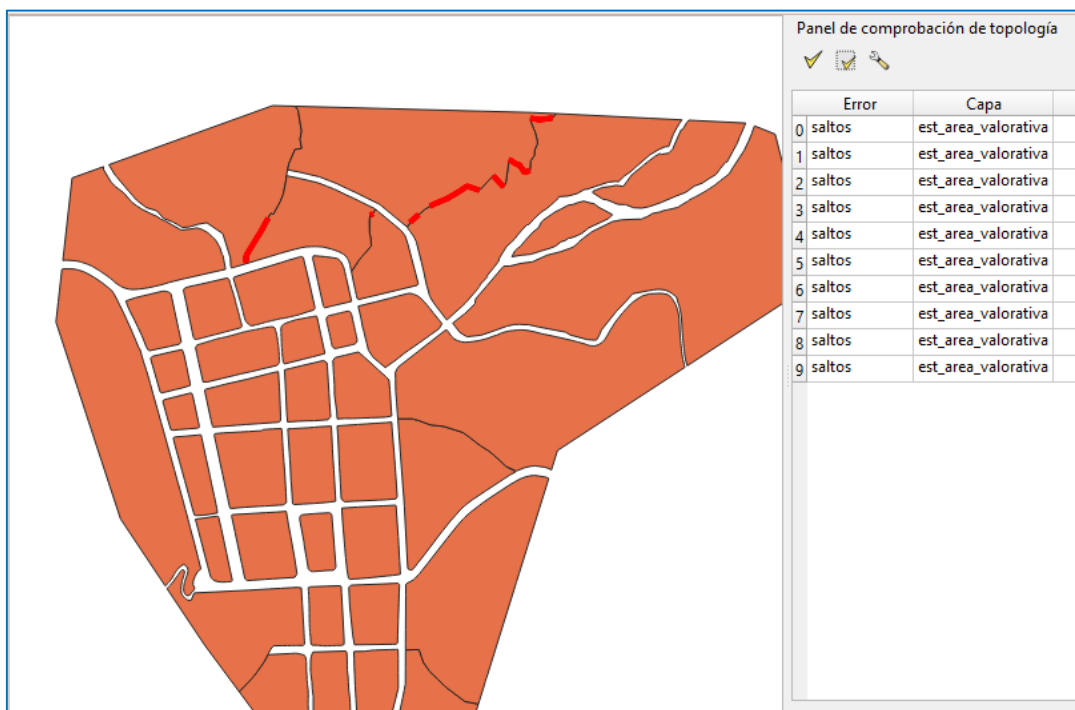 Panel de comprobación de topología
Error Capa
0 saltos est_area_valorativa
1 saltos est_area_valorativa
2 saltos est_area_valorativa
3 saltos est_area_valorativa
4 saltos est_area_valorativa
5 saltos est_area_valorativa
6 saltos est_area_valorativa
7 saltos est_area_valorativa
8 saltos est_area_valorativa
9 saltos est_area_valorativa